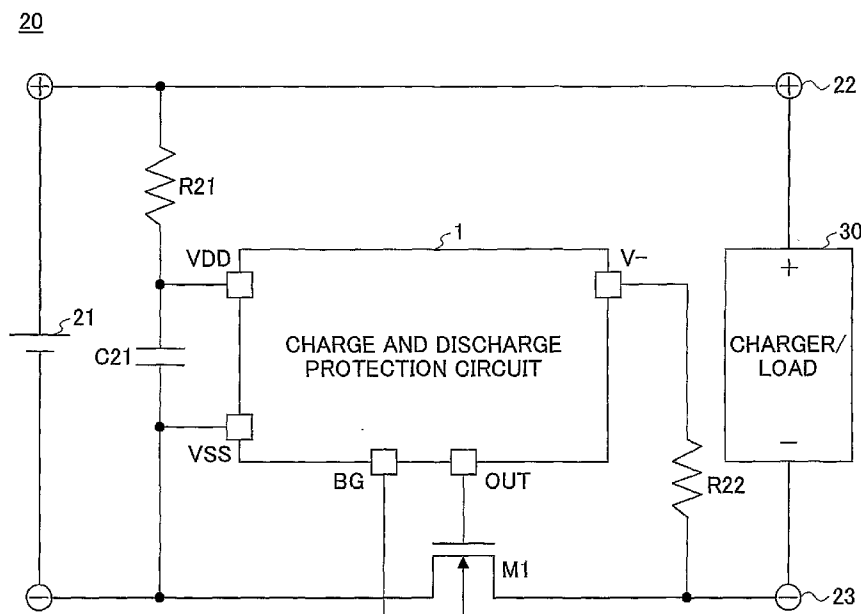 20
22
R21
1
30
VDD
V-
+
21
C21
CHARGE AND DISCHARGE
PROTECTION CIRCUIT
CHARGER/
LOAD
VSS
−
BG
OUT
R22
M1
23